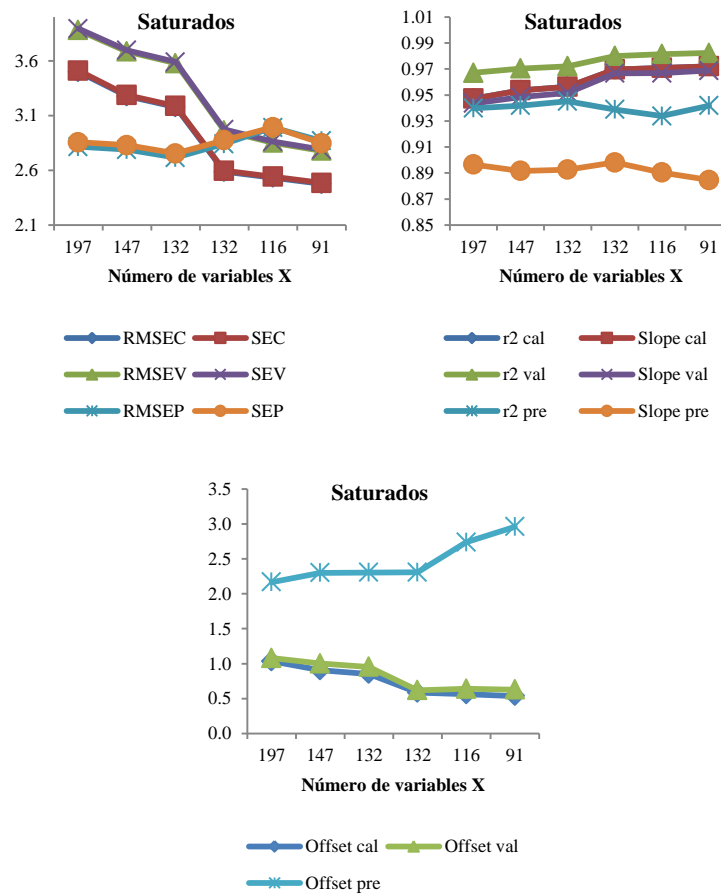 Saturados
3.6
3.1
2.6
2.1
197 147 132 132 116 91
Número de variables X
RMSEC SEC
RMSEV SEV
RMSEP SEP
Saturados
1.01
0.99
0.97
0.95
0.93
0.91
0.89
0.87
0.85
197 147 132 132 116 91
Número de variables X
r2 cal Slope cal
r2 val Slope val
r2 pre Slope pre
Saturados
3.5
3.0
2.5
2.0
1.5
1.0
0.5
0.0
197 147 132 132 116 91
Número de variables X
Offset cal Offset val
Offset pre